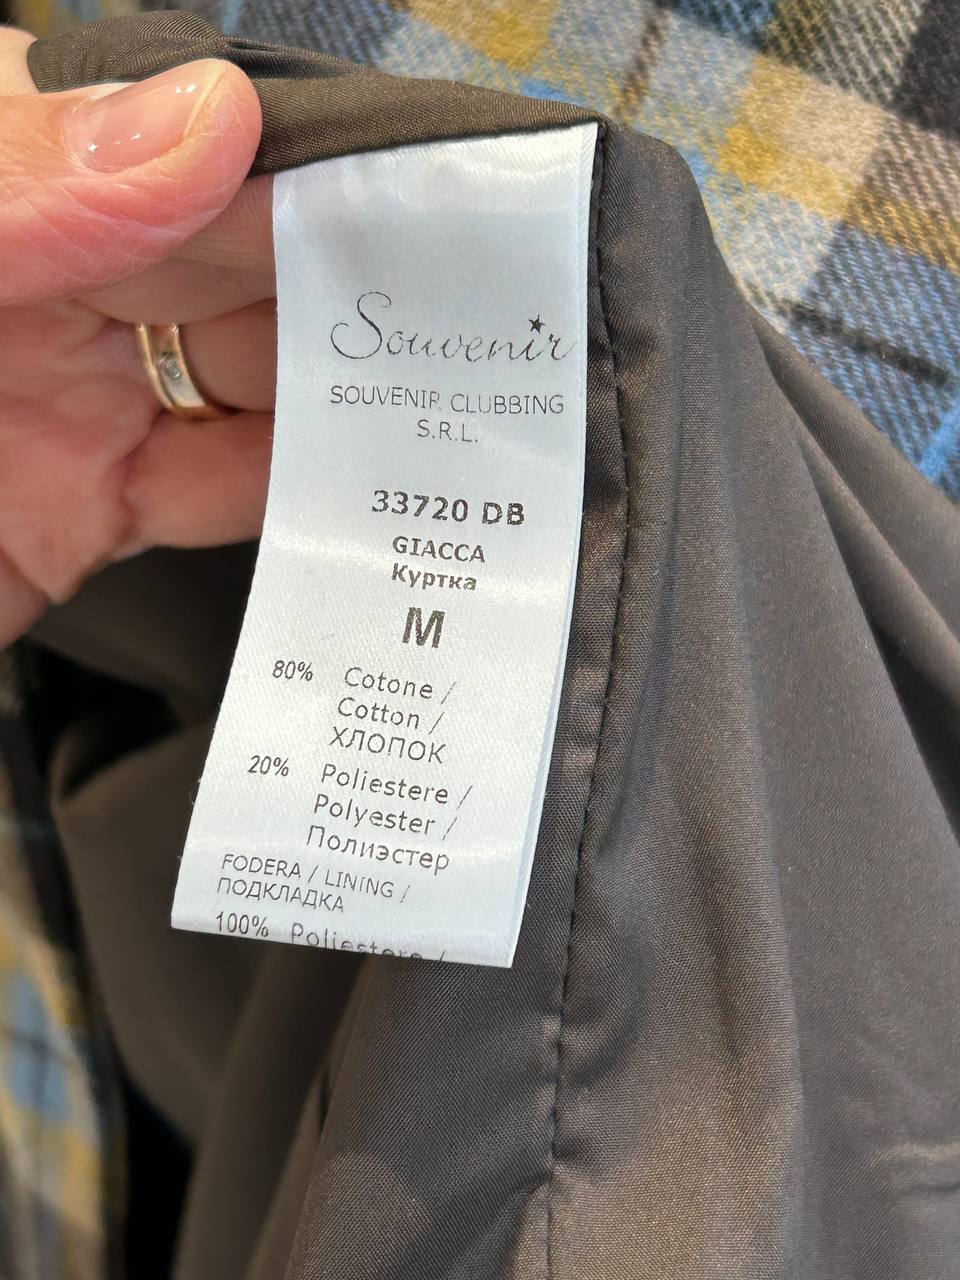 Souvenir
SOUVENIR CLUBBING
S.R.L.
33720 DB
GIACCA
Куртка
M
80% Cotone /
Cotton /
ХЛОПОК
20% Poliestere /
Polyester /
Полиэстер
FODERA / LINING /
ПОДКЛАДКА
100% Poliestere /